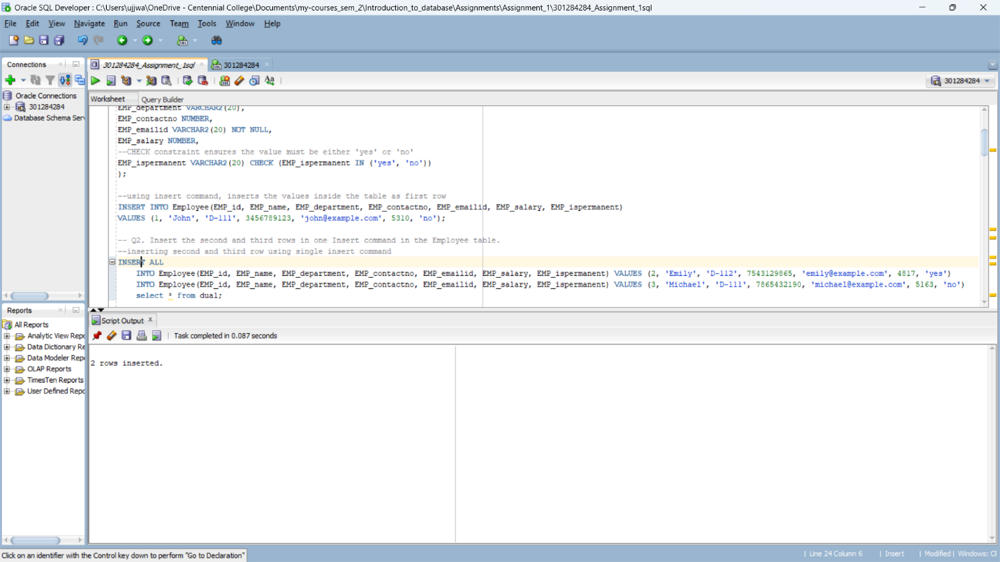 Oracle SQL Developer : C:\Users\ujjwa\OneDrive - Centennial College\Documents\my-courses_sem_2\Introduction_to_database\Assignments\Assignment_1\301284284_Assignment_1sql
File Edit View Navigate Run Source Team Tools Window Help
Connections
301284284_Assignment_1sql
301284284
301284284
Oracle Connections
301284284
Database Schema Serv
Worksheet Query Builder
EMP_department VARCHAR2(20),
EMP_contactno NUMBER,
EMP_emailid VARCHAR2(20) NOT NULL,
EMP_salary NUMBER,
--CHECK constraint ensures the value must be either 'yes' or 'no'
EMP_ispermanent VARCHAR2(20) CHECK (EMP_ispermanent IN ('yes', 'no'))
);
--using insert command, inserts the values inside the table as first row
INSERT INTO Employee(EMP_id, EMP_name, EMP_department, EMP_contactno, EMP_emailid, EMP_salary, EMP_ispermanent)
VALUES (1, 'John', 'D-111', 3456789123, 'john@example.com', 5310, 'no');
-- Q2. Insert the second and third rows in one Insert command in the Employee table.
--inserting second and third row using single insert command
INSERT ALL
INTO Employee(EMP_id, EMP_name, EMP_department, EMP_contactno, EMP_emailid, EMP_salary, EMP_ispermanent) VALUES (2, 'Emily', 'D-112', 7543129865, 'emily@example.com', 4817, 'yes')
INTO Employee(EMP_id, EMP_name, EMP_department, EMP_contactno, EMP_emailid, EMP_salary, EMP_ispermanent) VALUES (3, 'Michael', 'D-111', 7865432190, 'michael@example.com', 5163, 'no')
select * from dual;
Reports
All Reports
Analytic View Repo
Data Dictionary Re
Data Modeler Repo
OLAP Reports
TimesTen Reports
User Defined Repo
Script Output
Task completed in 0.087 seconds
2 rows inserted.
Click on an identifier with the Control key down to perform "Go to Declaration"
Line 24 Column 6 | Insert | Modified | Windows: C